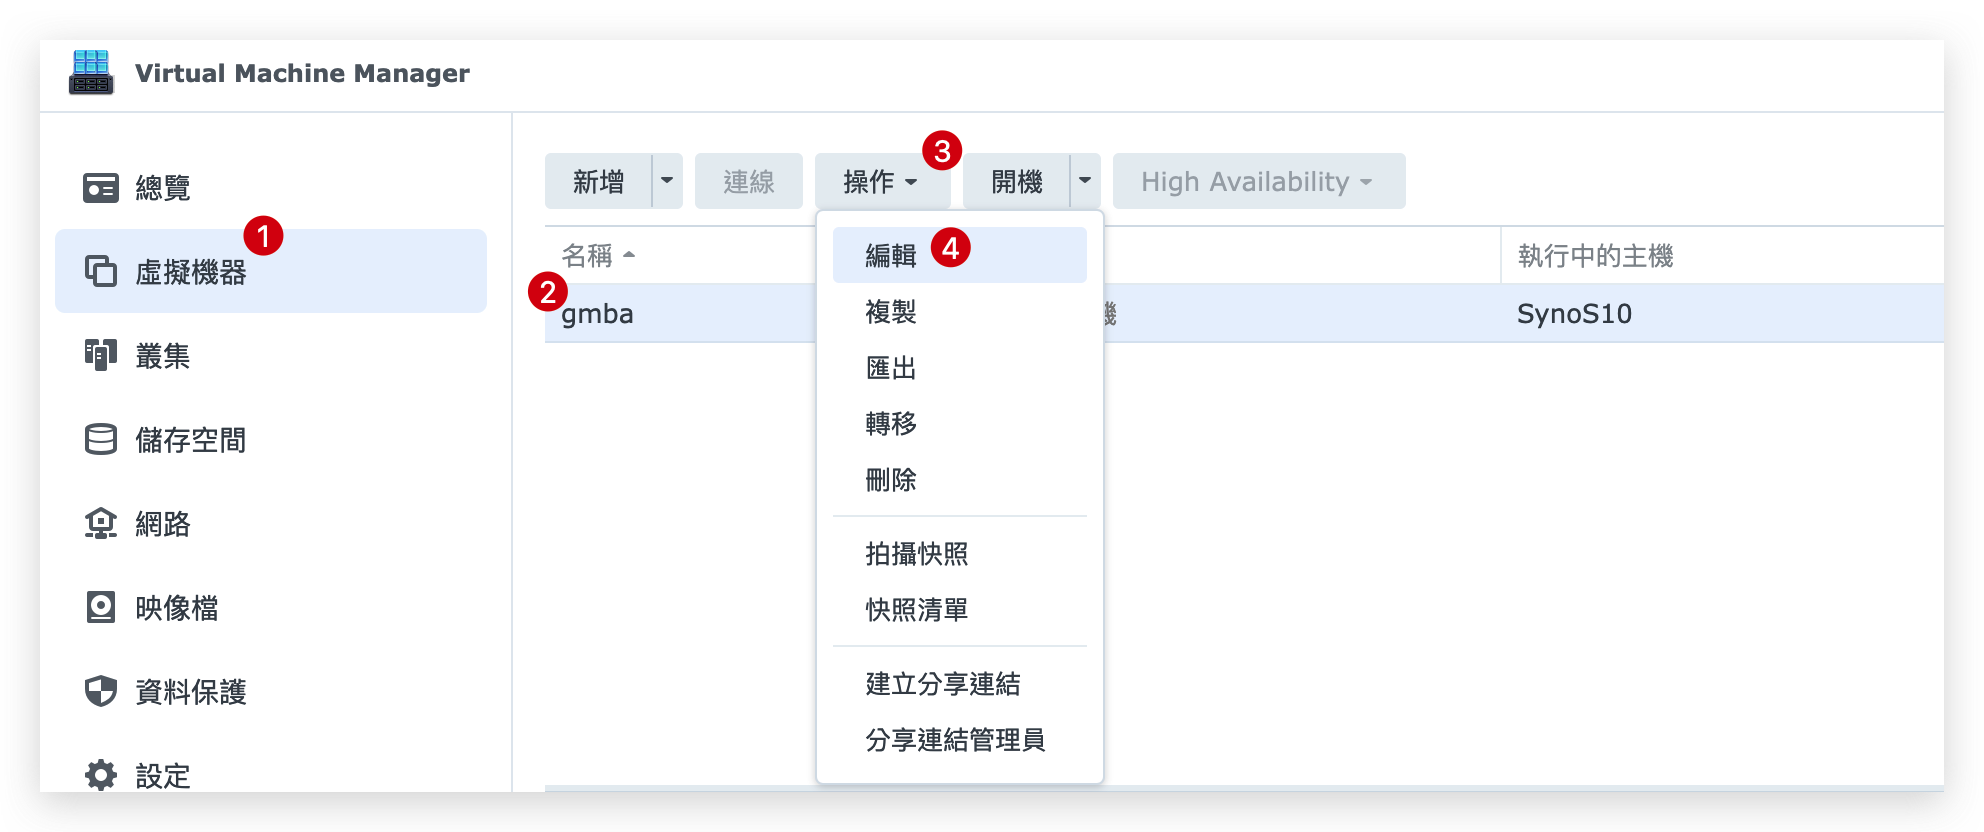 Virtual Machine Manager
總覽
1
虛擬機器
叢集
儲存空間
網路
映像檔
資料保護
設定
新增 連線 操作 3 開機 High Availability
名稱 執行中的主機
2 gmba 機 SynoS10
編輯 4
複製
匯出
轉移
刪除
拍攝快照
快照清單
建立分享連結
分享連結管理員